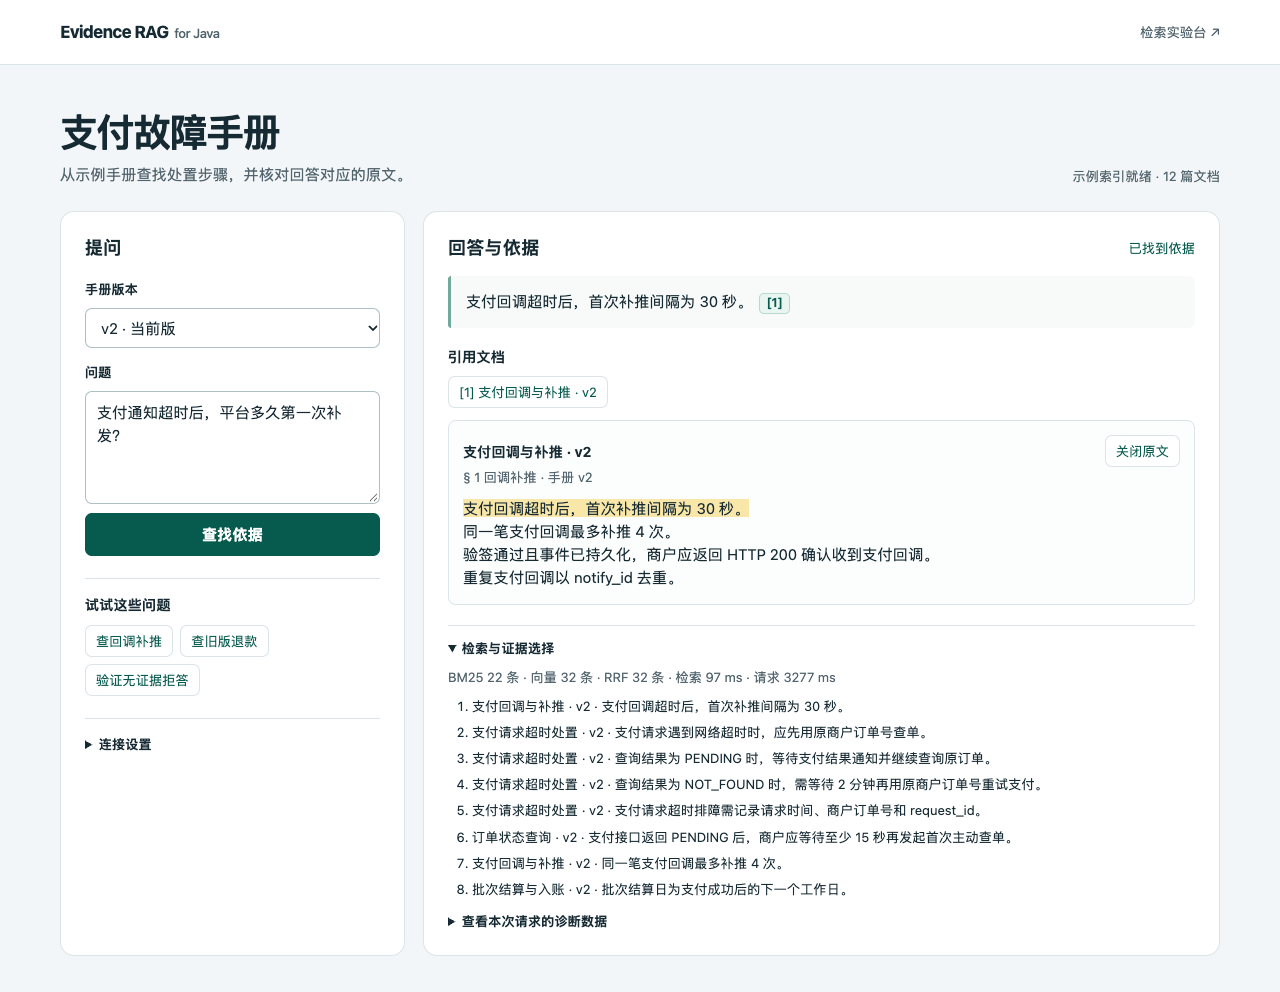 Evidence RAG for Java
检索实验台 ↗
支付故障手册
从示例手册查找处置步骤，并核对回答对应的原文。
示例索引就绪 · 12 篇文档
提问
手册版本
v2 · 当前版
问题
支付通知超时后，平台多久第一次补
发？
查找依据
试试这些问题
查回调补推
查旧版退款
验证无证据拒答
连接设置
回答与依据
已找到依据
支付回调超时后，首次补推间隔为 30 秒。 [1]
引用文档
[1] 支付回调与补推 · v2
支付回调与补推 · v2
关闭原文
§ 1 回调补推 · 手册 v2
支付回调超时后，首次补推间隔为 30 秒。
同一笔支付回调最多补推 4 次。
验签通过且事件已持久化，商户应返回 HTTP 200 确认收到支付回调。
重复支付回调以 notify_id 去重。
检索与证据选择
BM25 22 条 · 向量 32 条 · RRF 32 条 · 检索 97 ms · 请求 3277 ms
1. 支付回调与补推 · v2 · 支付回调超时后，首次补推间隔为 30 秒。
2. 支付请求超时处置 · v2 · 支付请求遇到网络超时时，应先用原商户订单号查单。
3. 支付请求超时处置 · v2 · 查询结果为 PENDING 时，等待支付结果通知并继续查询原订单。
4. 支付请求超时处置 · v2 · 查询结果为 NOT_FOUND 时，需等待 2 分钟再用原商户订单号重试支付。
5. 支付请求超时处置 · v2 · 支付请求超时排障需记录请求时间、商户订单号和 request_id。
6. 订单状态查询 · v2 · 支付接口返回 PENDING 后，商户应等待至少 15 秒再发起首次主动查单。
7. 支付回调与补推 · v2 · 同一笔支付回调最多补推 4 次。
8. 批次结算与入账 · v2 · 批次结算日为支付成功后的下一个工作日。
查看本次请求的诊断数据